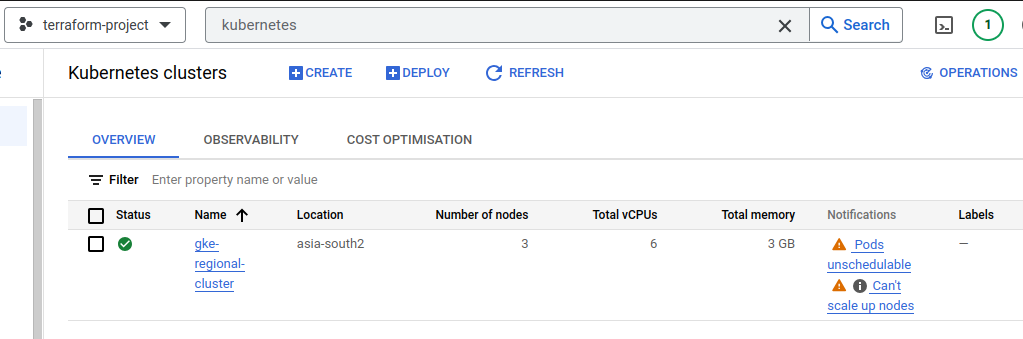 terraform-project
kubernetes
Search
1
Kubernetes clusters
CREATE
DEPLOY
REFRESH
OPERATIONS
OVERVIEW
OBSERVABILITY
COST OPTIMISATION
Filter
Enter property name or value
Status
Name
Location
Number of nodes
Total vCPUs
Total memory
Notifications
Labels
gke-
regional-
cluster
asia-south2
3
6
3 GB
Pods
unschedulable
Can't
scale up nodes
—